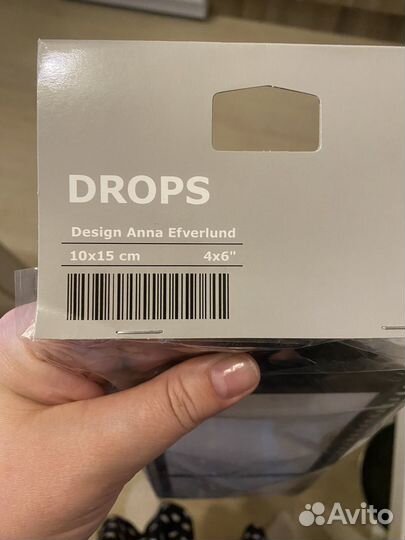 DROPS
Design Anna Efverlund
10x15 cm 4x6"
Avito